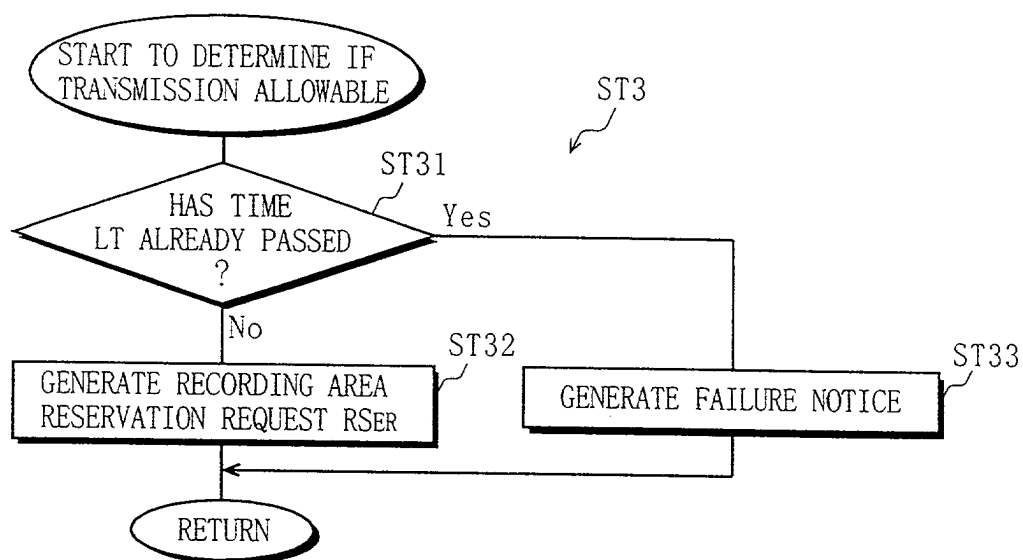 START TO DETERMINE IF
TRANSMISSION ALLOWABLE
ST3
ST31
HAS TIME
LT ALREADY PASSED
?
Yes
No
ST32
GENERATE RECORDING AREA
RESERVATION REQUEST RSER
ST33
GENERATE FAILURE NOTICE
RETURN